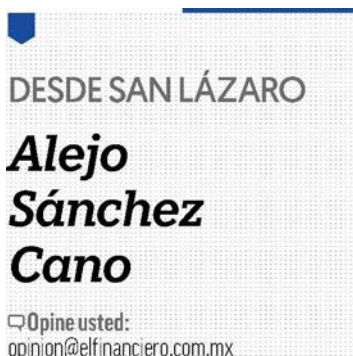 DESDE SAN LÁZARO
Alejo
Sánchez
Cano
Opine usted:
opinion@elfinanciero.com.mx